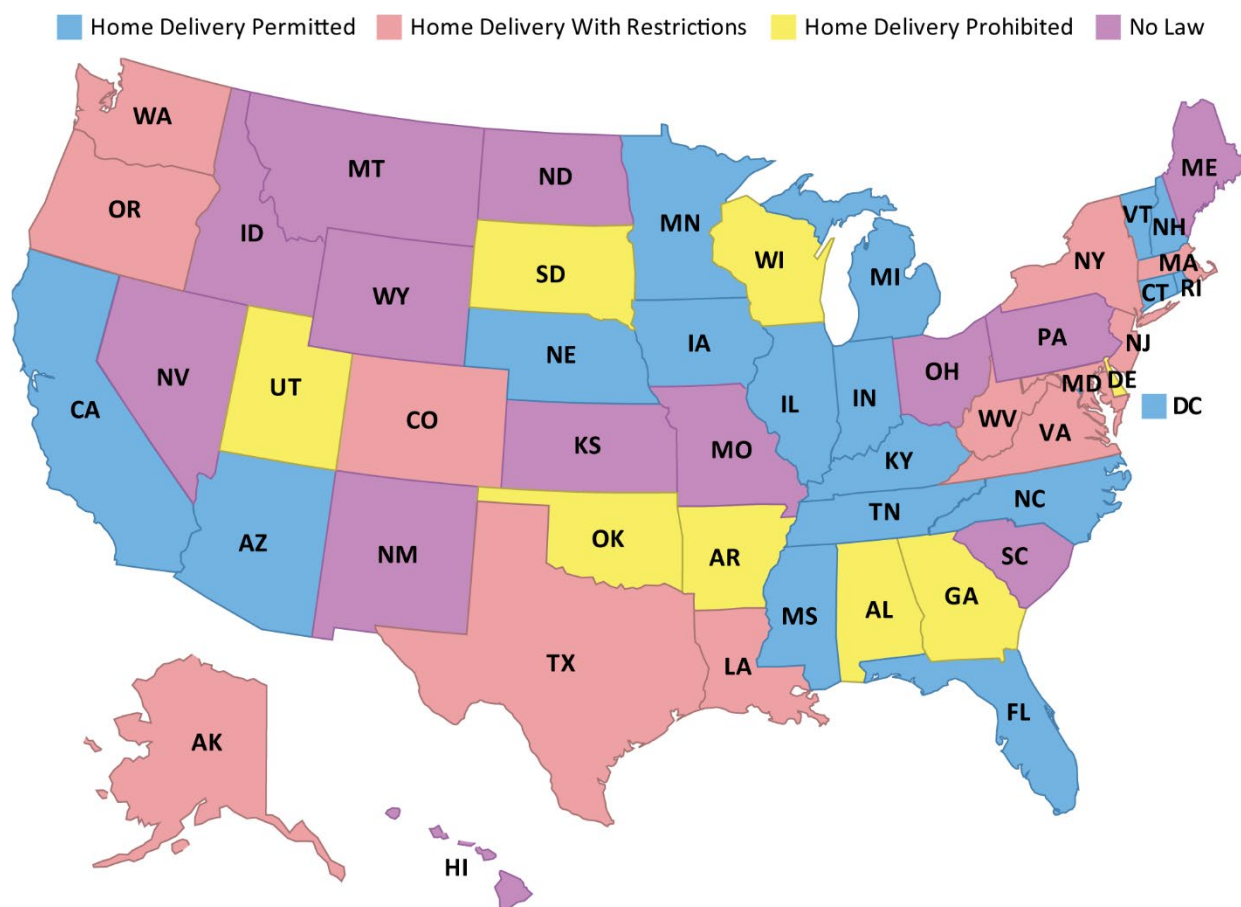 Home Delivery Permitted Home Delivery With Restrictions Home Delivery Prohibited No Law
WA
MT
ND
ME
OR
ID
MN
VT
NH
SD
WI
NY
MA
WY
MI
CT
RI
NE
IA
PA
NJ
NV
UT
OH
MD
DE
CA
CO
IL
IN
WV
DC
VA
KS
MO
KY
NC
AZ
NM
OK
TN
AR
SC
MS
AL
GA
TX
LA
FL
AK
HI